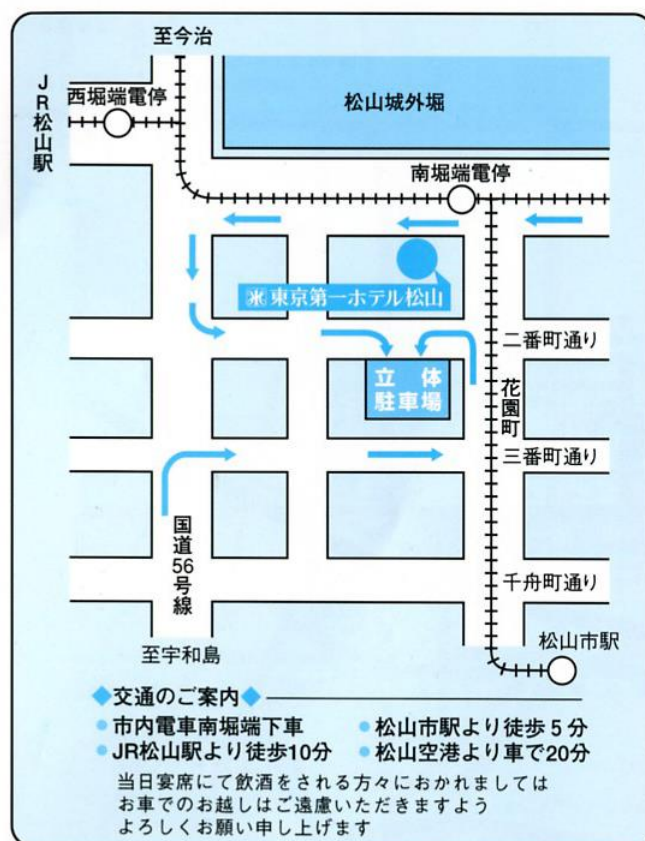 至今治
JR松山駅
西堀端電停
松山城外堀
南堀端電停
東京第一ホテル松山
二番町通り
立体
駐車場
花園町
三番町通り
国道56号線
千舟町通り
至宇和島
松山市駅
◆交通のご案内◆
●市内電車南堀端下車
●松山市駅より徒歩5分
●JR松山駅より徒歩10分
●松山空港より車で20分
当日宴席にて飲酒をされる方々におかれましては
お車でのお越しはご遠慮いただきますよう
よろしくお願い申し上げます